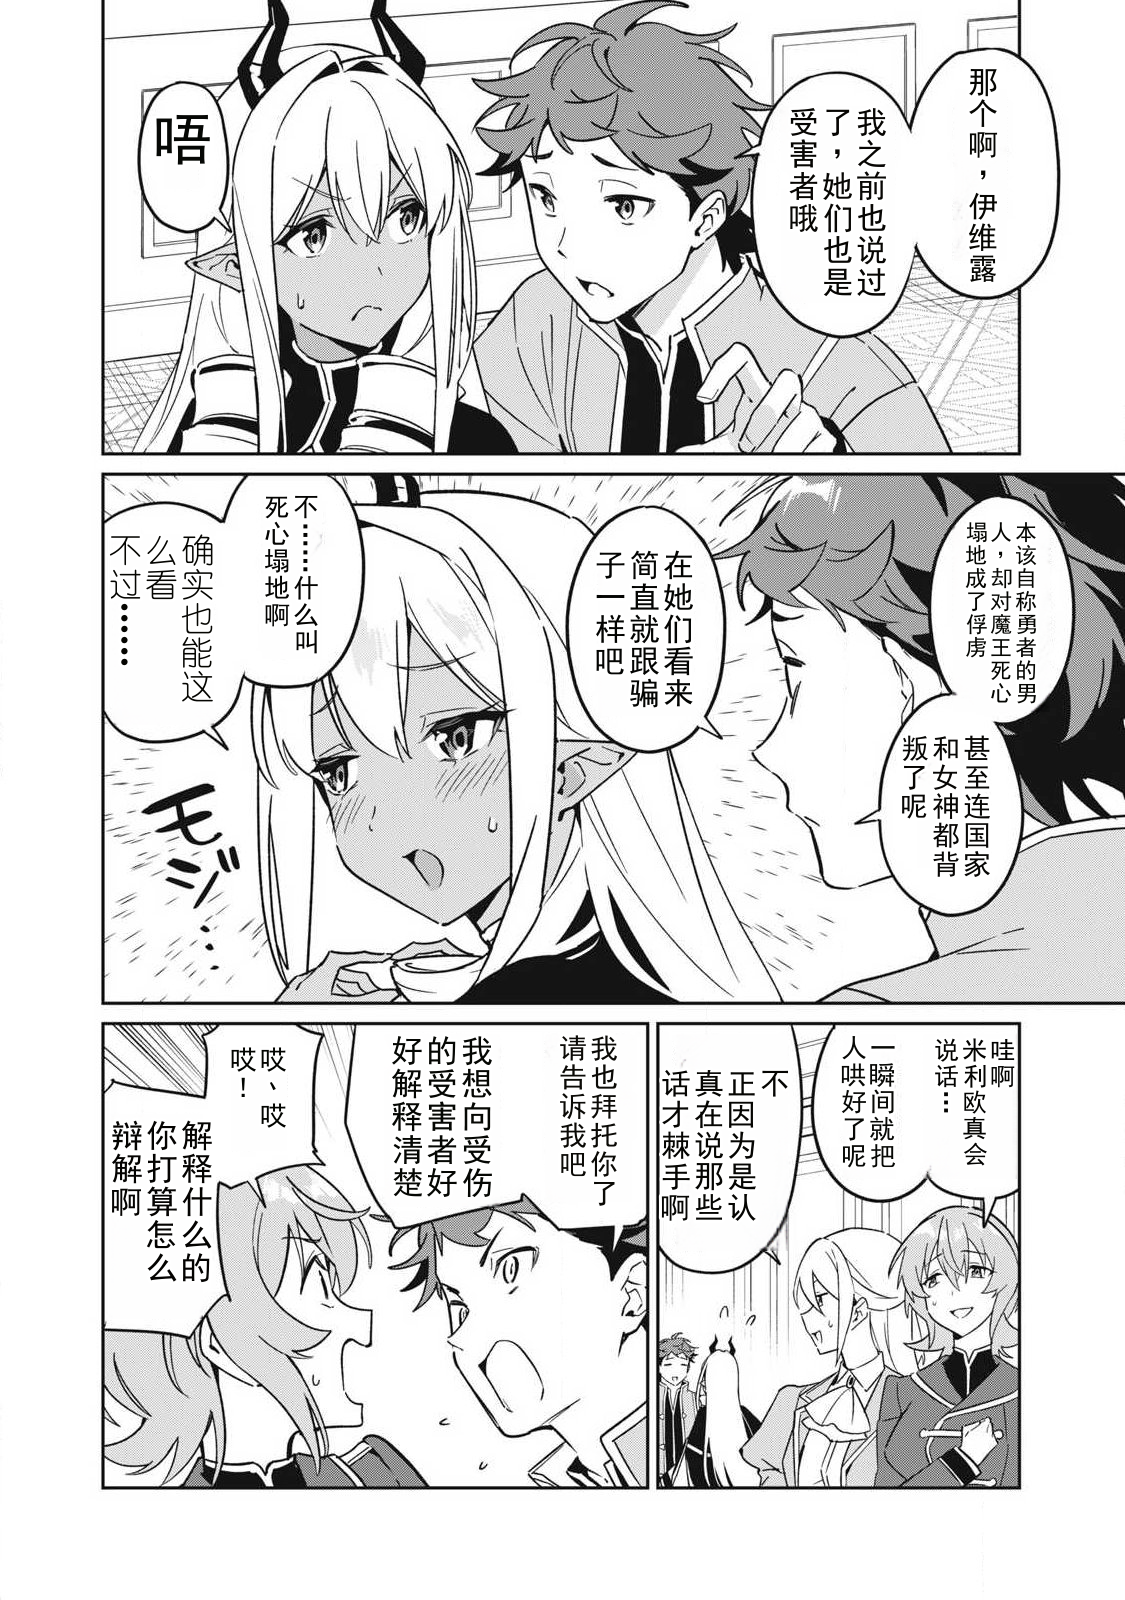 那个啊，伊维露
我之前也说过
了，她们也是
受害者哦
唔
本该自称勇者的男
人，却对魔王死心
塌地成了俘虏
甚至连国家
和女神都背
叛了呢
在她们看来
简直就跟骗
子一样吧
不……什么叫
死心塌地啊
确实也能这
么看
不过……
モジ…
哇啊
米利欧真会
说话…
一瞬间就把
人哄好了呢
不
正因为是认
真在说那些
话才棘手啊
我也拜托你了
请告诉我吧
我想向受伤
的受害者好
好解释清楚
哎、哎
哎！
解释什么的
你打算怎么
辩解啊